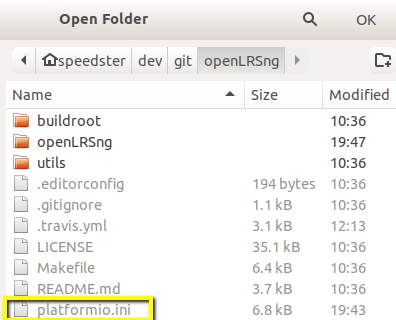 Open Folder OK
speedster dev git openLRSng
Name Size Modified
buildroot 10:36
openLRSng 19:47
utils 10:36
.editorconfig 194 bytes 10:36
.gitignore 1.1 kB 10:36
.travis.yml 3.1 kB 12:13
LICENSE 35.1 kB 10:36
Makefile 6.4 kB 10:36
README.md 3.7 kB 10:36
platformio.ini 6.8 kB 19:43